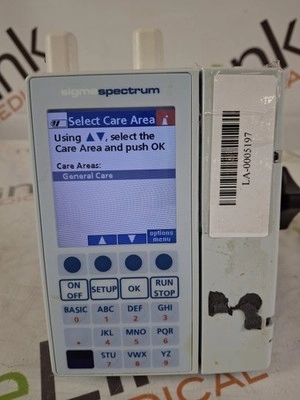 sigmaspectrum
Select Care Area
Using ▲▼, select the
Care Area and push OK
Care Areas:
General Care
options
menu
ON
OFF
SETUP
OK
RUN
STOP
BASIC
0
ABC
1
DEF
2
GHI
3
.
JKL
4
MNO
5
PQR
6
STU
7
VWX
8
YZ
9
LA-0005197
MEDICAL